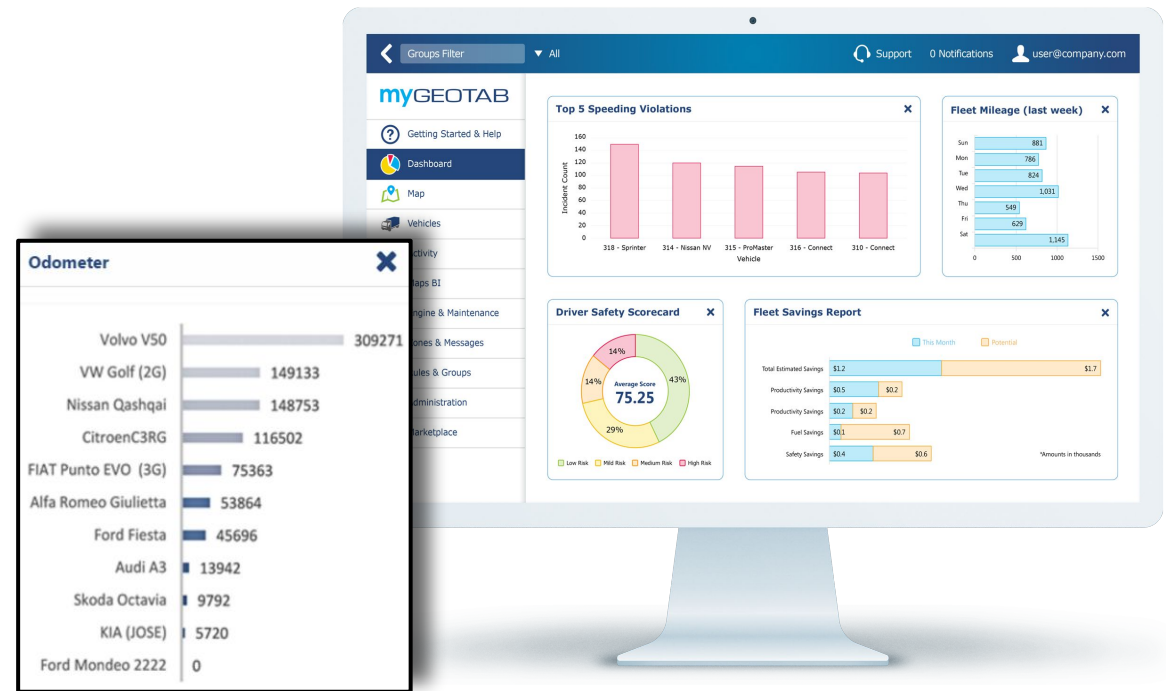 Groups Filter
All
Support
0 Notifications
user@company.com
myGEOTAB
Getting Started & Help
Dashboard
Map
Vehicles
ctivity
laps BI
ngine & Maintenance
ones & Messages
ules & Groups
dministration
larketplace
Top 5 Speeding Violations
Incident Count
160
140
120
100
80
60
40
20
0
318 - Sprinter
314 - Nissan NV
315 - ProMaster
316 - Connect
310 - Connect
Vehicle
Fleet Mileage (last week)
Sun 881
Mon 786
Tue 824
Wed 1,031
Thu 549
Fri 629
Sat 1,145
0 500 1000 1500
Driver Safety Scorecard
14%
14%
43%
29%
Average Score
75.25
Low Risk
Mild Risk
Medium Risk
High Risk
Fleet Savings Report
This Month
Potential
Total Estimated Savings $1.2 $1.7
Productivity Savings $0.5 $0.2
Productivity Savings $0.2 $0.2
Fuel Savings $0.1 $0.7
Safety Savings $0.4 $0.6
*Amounts in thousands
Odometer
Volvo V50 309271
VW Golf (2G) 149133
Nissan Qashqai 148753
CitroenC3RG 116502
FIAT Punto EVO (3G) 75363
Alfa Romeo Giulietta 53864
Ford Fiesta 45696
Audi A3 13942
Skoda Octavia 9792
KIA (JOSE) 5720
Ford Mondeo 2222 0